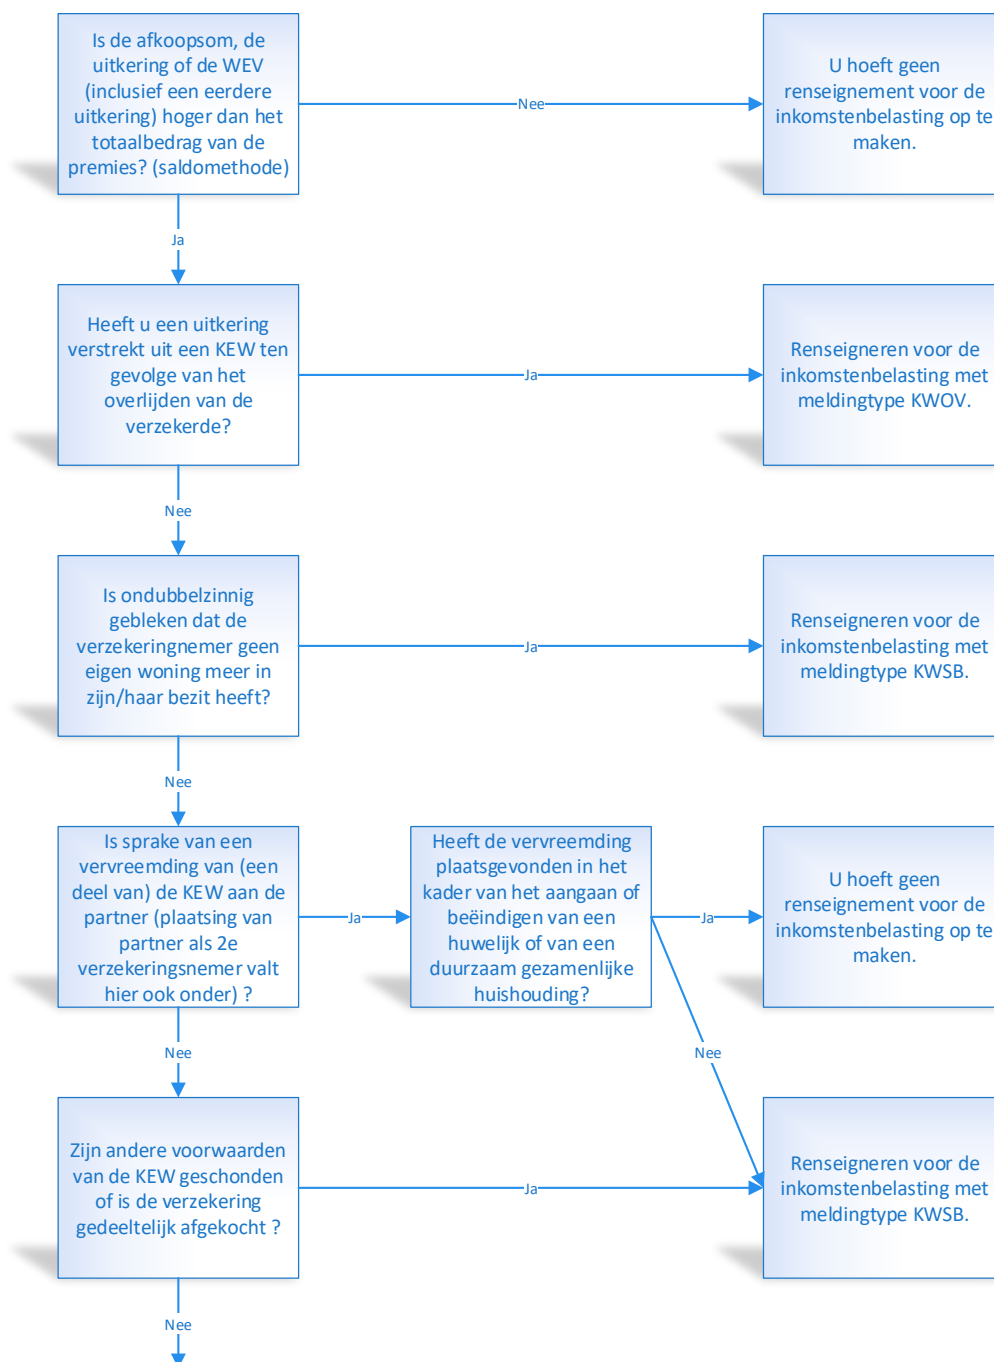 Is de afkoopsom, de
uitkering of de WEV
(inclusief een eerdere
uitkering) hoger dan het
totaalbedrag van de
premies? (saldomethode)
Nee
U hoeft geen
renseignement voor de
inkomstenbelasting op te
maken.
Ja
Heeft u een uitkering
verstrekt uit een KEW ten
gevolge van het
overlijden van de
verzekerde?
Ja
Renseigneren voor de
inkomstenbelasting met
meldingtype KWOV.
Nee
Is ondubbelzinnig
gebleken dat de
verzekeringnemer geen
eigen woning meer in
zijn/haar bezit heeft?
Ja
Renseigneren voor de
inkomstenbelasting met
meldingtype KWSB.
Nee
Is sprake van een
vervreemding van (een
deel van) de KEW aan de
partner (plaatsing van
partner als 2e
verzekeringsnemer valt
hier ook onder) ?
Ja
Heeft de vervreemding
plaatsgevonden in het
kader van het aangaan of
beëindigen van een
huwelijk of van een
duurzaam gezamenlijke
huishouding?
Ja
U hoeft geen
renseignement voor de
inkomstenbelasting op te
maken.
Nee
Nee
Zijn andere voorwaarden
van de KEW geschonden
of is de verzekering
gedeeltelijk afgekocht ?
Ja
Renseigneren voor de
inkomstenbelasting met
meldingtype KWSB.
Nee